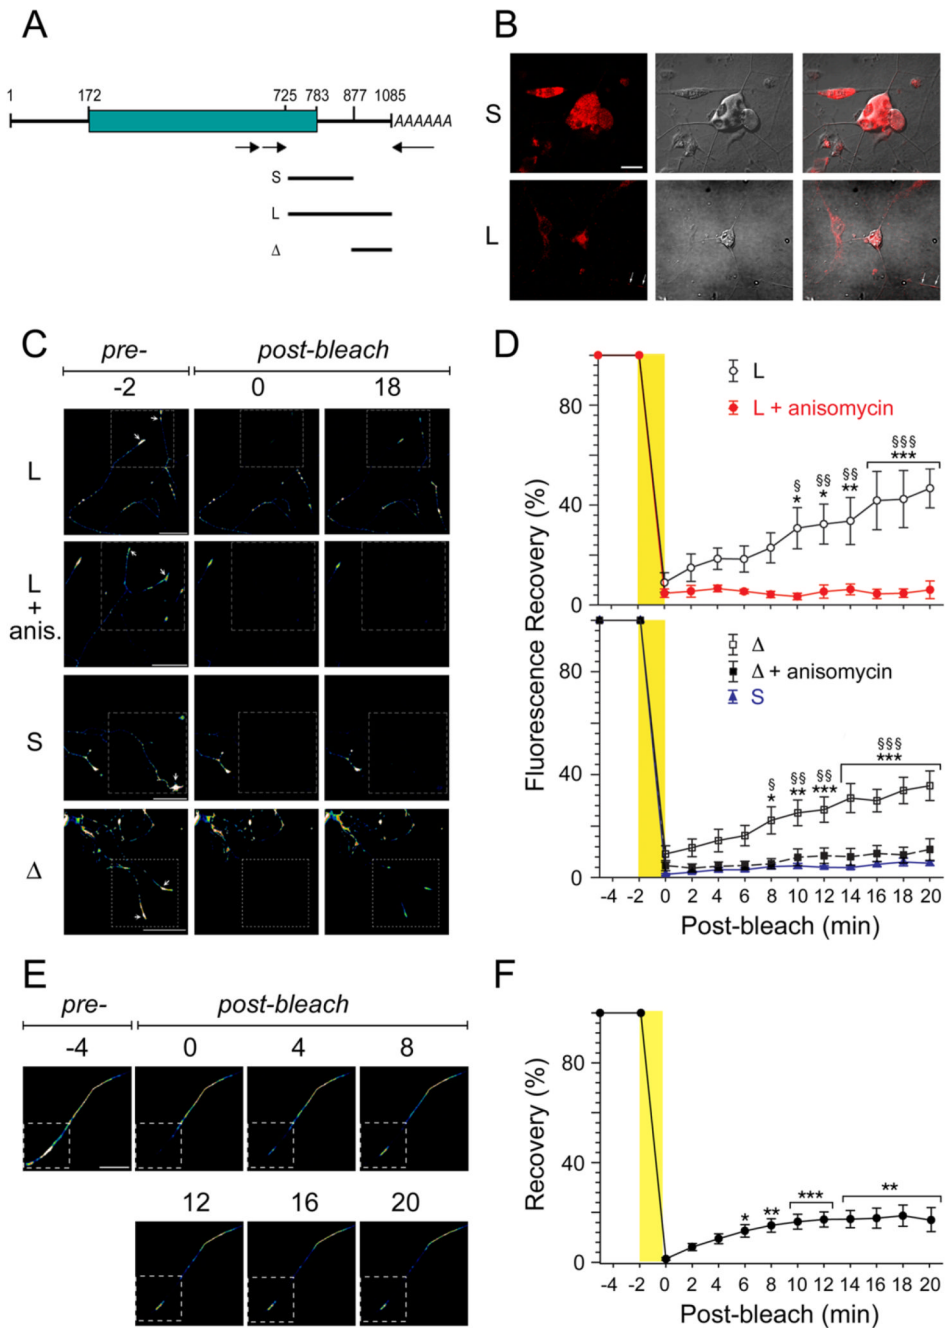 A
1 172 725 783 877 1085
AAAAAA
S
L
Δ
B
S
L
C
pre- post-bleach
-2 0 18
L
L
+
anis.
S
Δ
D
Fluorescence Recovery (%)
80
40
0
L
L + anisomycin
§ §§ §§ §§§
* * ** ***
80
40
0
Δ
Δ + anisomycin
S
§ §§ §§ §§§
* ** *** ***
-4 -2 0 2 4 6 8 10 12 14 16 18 20
Post-bleach (min)
E
pre- post-bleach
-4 0 4 8
12 16 20
F
Recovery (%)
80
40
0
* ** *** **
-4 -2 0 2 4 6 8 10 12 14 16 18 20
Post-bleach (min)